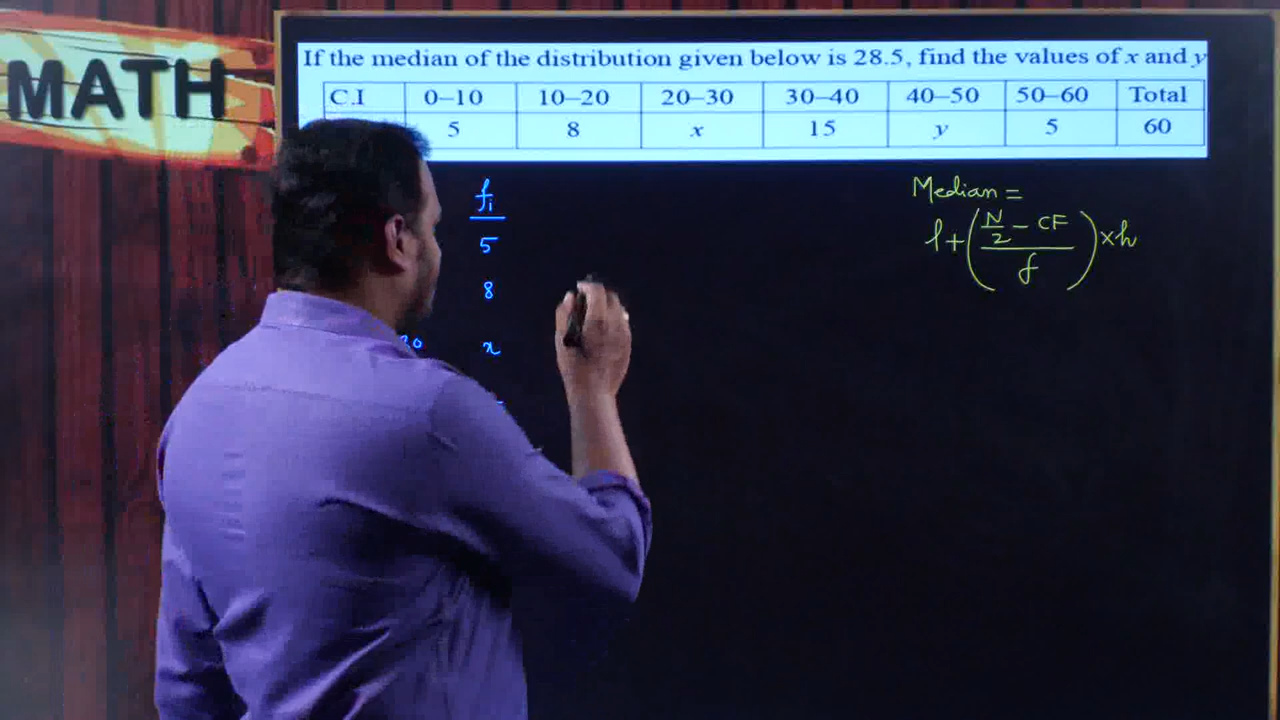 MATH
If the median of the distribution given below is 28.5, find the values of x and y
C.I 0–10 10–20 20–30 30–40 40–50 50–60 Total
5 8 x 15 y 5 60
fi
5
8
x
Median =
l + (N/2 - CF / f) × h